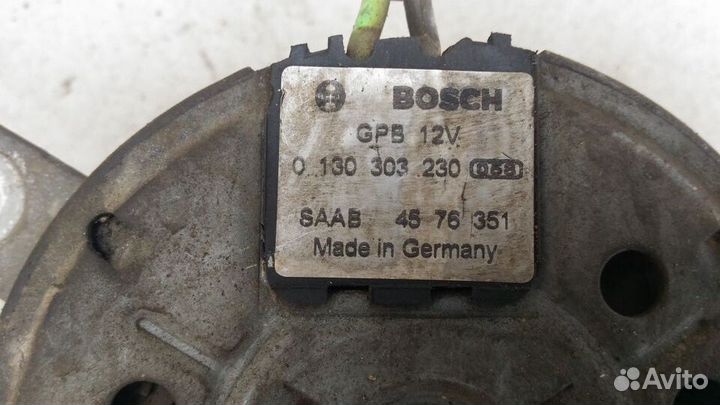 BOSCH
GPB 12V
0 130 303 230
SAAB 45 76 351
Made in Germany
Avito